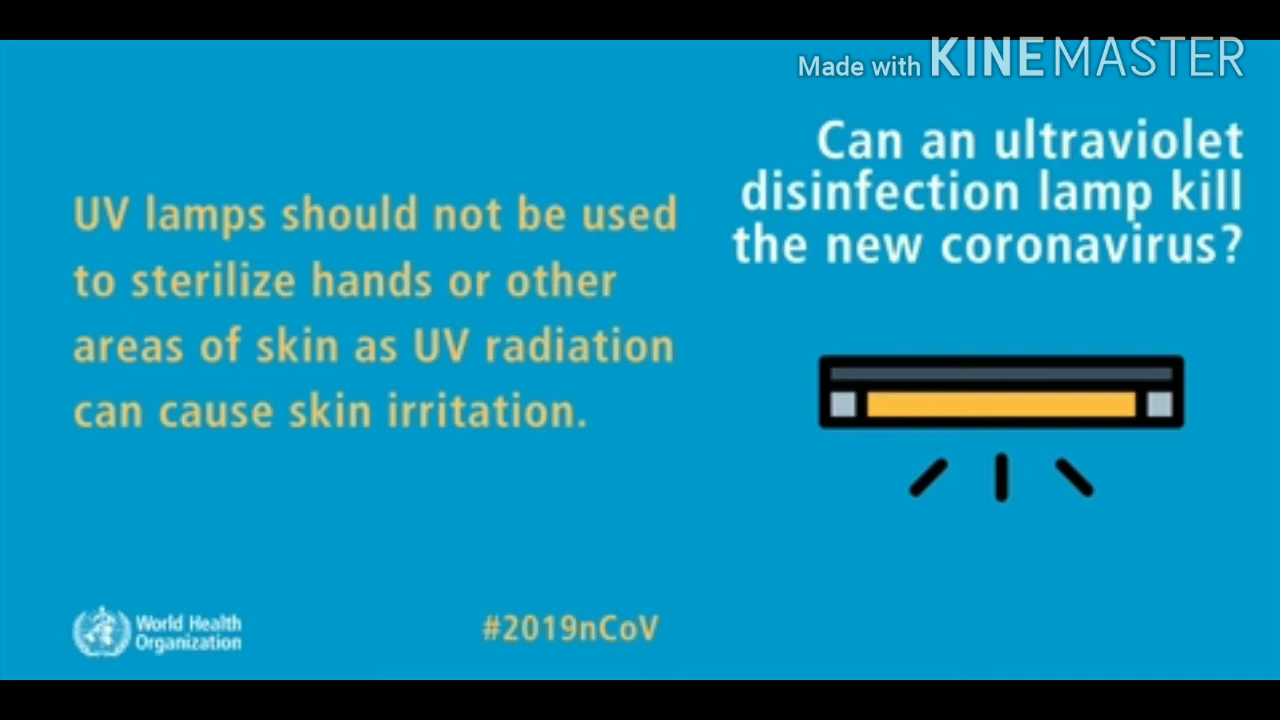 Made with KINEMASTER
Can an ultraviolet
disinfection lamp kill
the new coronavirus?
UV lamps should not be used
to sterilize hands or other
areas of skin as UV radiation
can cause skin irritation.
World Health
Organization
#2019nCoV